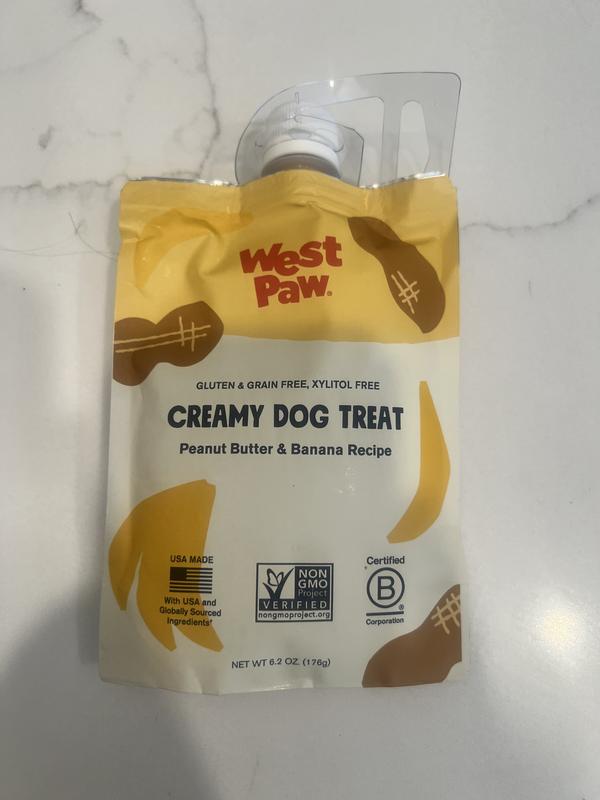 West
Paw®
GLUTEN & GRAIN FREE, XYLITOL FREE
CREAMY DOG TREAT
Peanut Butter & Banana Recipe
USA MADE
With USA and
Globally Sourced
Ingredients†
NON
GMO
Project
VERIFIED
nongmoproject.org
Certified
B®
Corporation
NET WT 6.2 OZ. (176g)